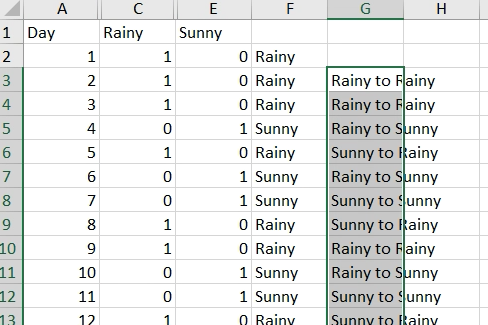 A C E F G H
1 Day Rainy Sunny
2 1 1 0 Rainy
3 2 1 0 Rainy Rainy to Rainy
4 3 1 0 Rainy Rainy to Rainy
5 4 0 1 Sunny Rainy to Sunny
6 5 1 0 Rainy Sunny to Rainy
7 6 0 1 Sunny Rainy to Sunny
8 7 0 1 Sunny Sunny to Sunny
9 8 1 0 Rainy Sunny to Rainy
10 9 1 0 Rainy Rainy to Rainy
11 10 0 1 Sunny Rainy to Sunny
12 11 0 1 Sunny Sunny to Sunny
13 12 1 0 Rainy Sunny to Rainy